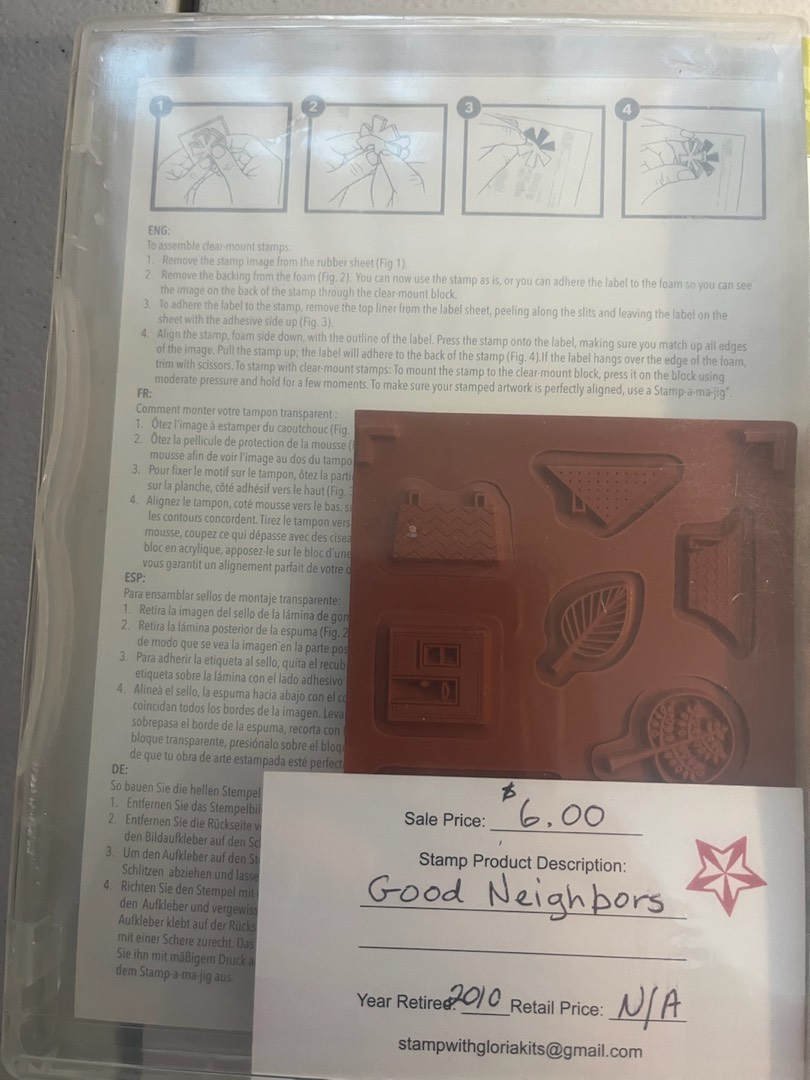 1
2
3
4
ENG:
To assemble clear-mount stamps:
1. Remove the stamp image from the rubber sheet (Fig 1).
2. Remove the backing from the foam (Fig. 2). You can now use the stamp as is, or you can adhere the label to the foam so you can see
the image on the back of the stamp through the clear-mount block.
3. To adhere the label to the stamp, remove the top liner from the label sheet, peeling along the slits and leaving the label on the
sheet with the adhesive side up (Fig. 3).
4. Align the stamp, foam side down, with the outline of the label. Press the stamp onto the label, making sure you match up all edges
of the image. Pull the stamp up; the label will adhere to the back of the stamp (Fig. 4).If the label hangs over the edge of the foam,
trim with scissors. To stamp with clear-mount stamps: To mount the stamp to the clear-mount block, press it on the block using
moderate pressure and hold for a few moments. To make sure your stamped artwork is perfectly aligned, use a Stamp-a-ma-jig®.
FR:
Comment monter votre tampon transparent :
1. Ôtez l'image à estamper du caoutchouc (Fig.
2. Ôtez la pellicule de protection de la mousse (
mousse afin de voir l'image au dos du tampo
3. Pour fixer le motif sur le tampon, ôtez la parti
sur la planche, côté adhésif vers le haut (Fig.
4. Alignez le tampon, coté mousse vers le bas, s
les contours concordent. Tirez le tampon vers
mousse, coupez ce qui dépasse avec des cisea
bloc en acrylique, apposez-le sur le bloc d'une
vous garantit un alignement parfait de votre
ESP:
Para ensamblar sellos de montaje transparente:
1. Retira la imagen del sello de la lámina de gom
2. Retira la lámina posterior de la espuma (Fig. 2
de modo que se vea la imagen en la parte pos
3. Para adherir la etiqueta al sello, quita el recub
etiqueta sobre la lámina con el lado adhesivo
4. Alinea el sello, la espuma hacia abajo con el co
coincidan todos los bordes de la imagen. Leva
sobrepasa el borde de la espuma, recorta con
bloque transparente, presiónalo sobre el bloq
de que tu obra de arte estampada esté perfect
DE:
So bauen Sie die hellen Stempel
1. Entfernen Sie das Stempelbil
2. Entfernen Sie die Rückseite v
den Bildaufkleber auf den Sc
3. Um den Aufkleber auf den St
Schlitzen abziehen und lasse
4. Richten Sie den Stempel mit
den Aufkleber und vergewiss
Aufkleber klebt auf der Rücks
mit einer Schere zurecht. Das
Sie ihn mit mäßigem Druck a
dem Stamp-a-ma-jig aus.
Sale Price: $6.00
Stamp Product Description:
Good Neighbors
Year Retired: 2010 Retail Price: N/A
stampwithgloriakits@gmail.com